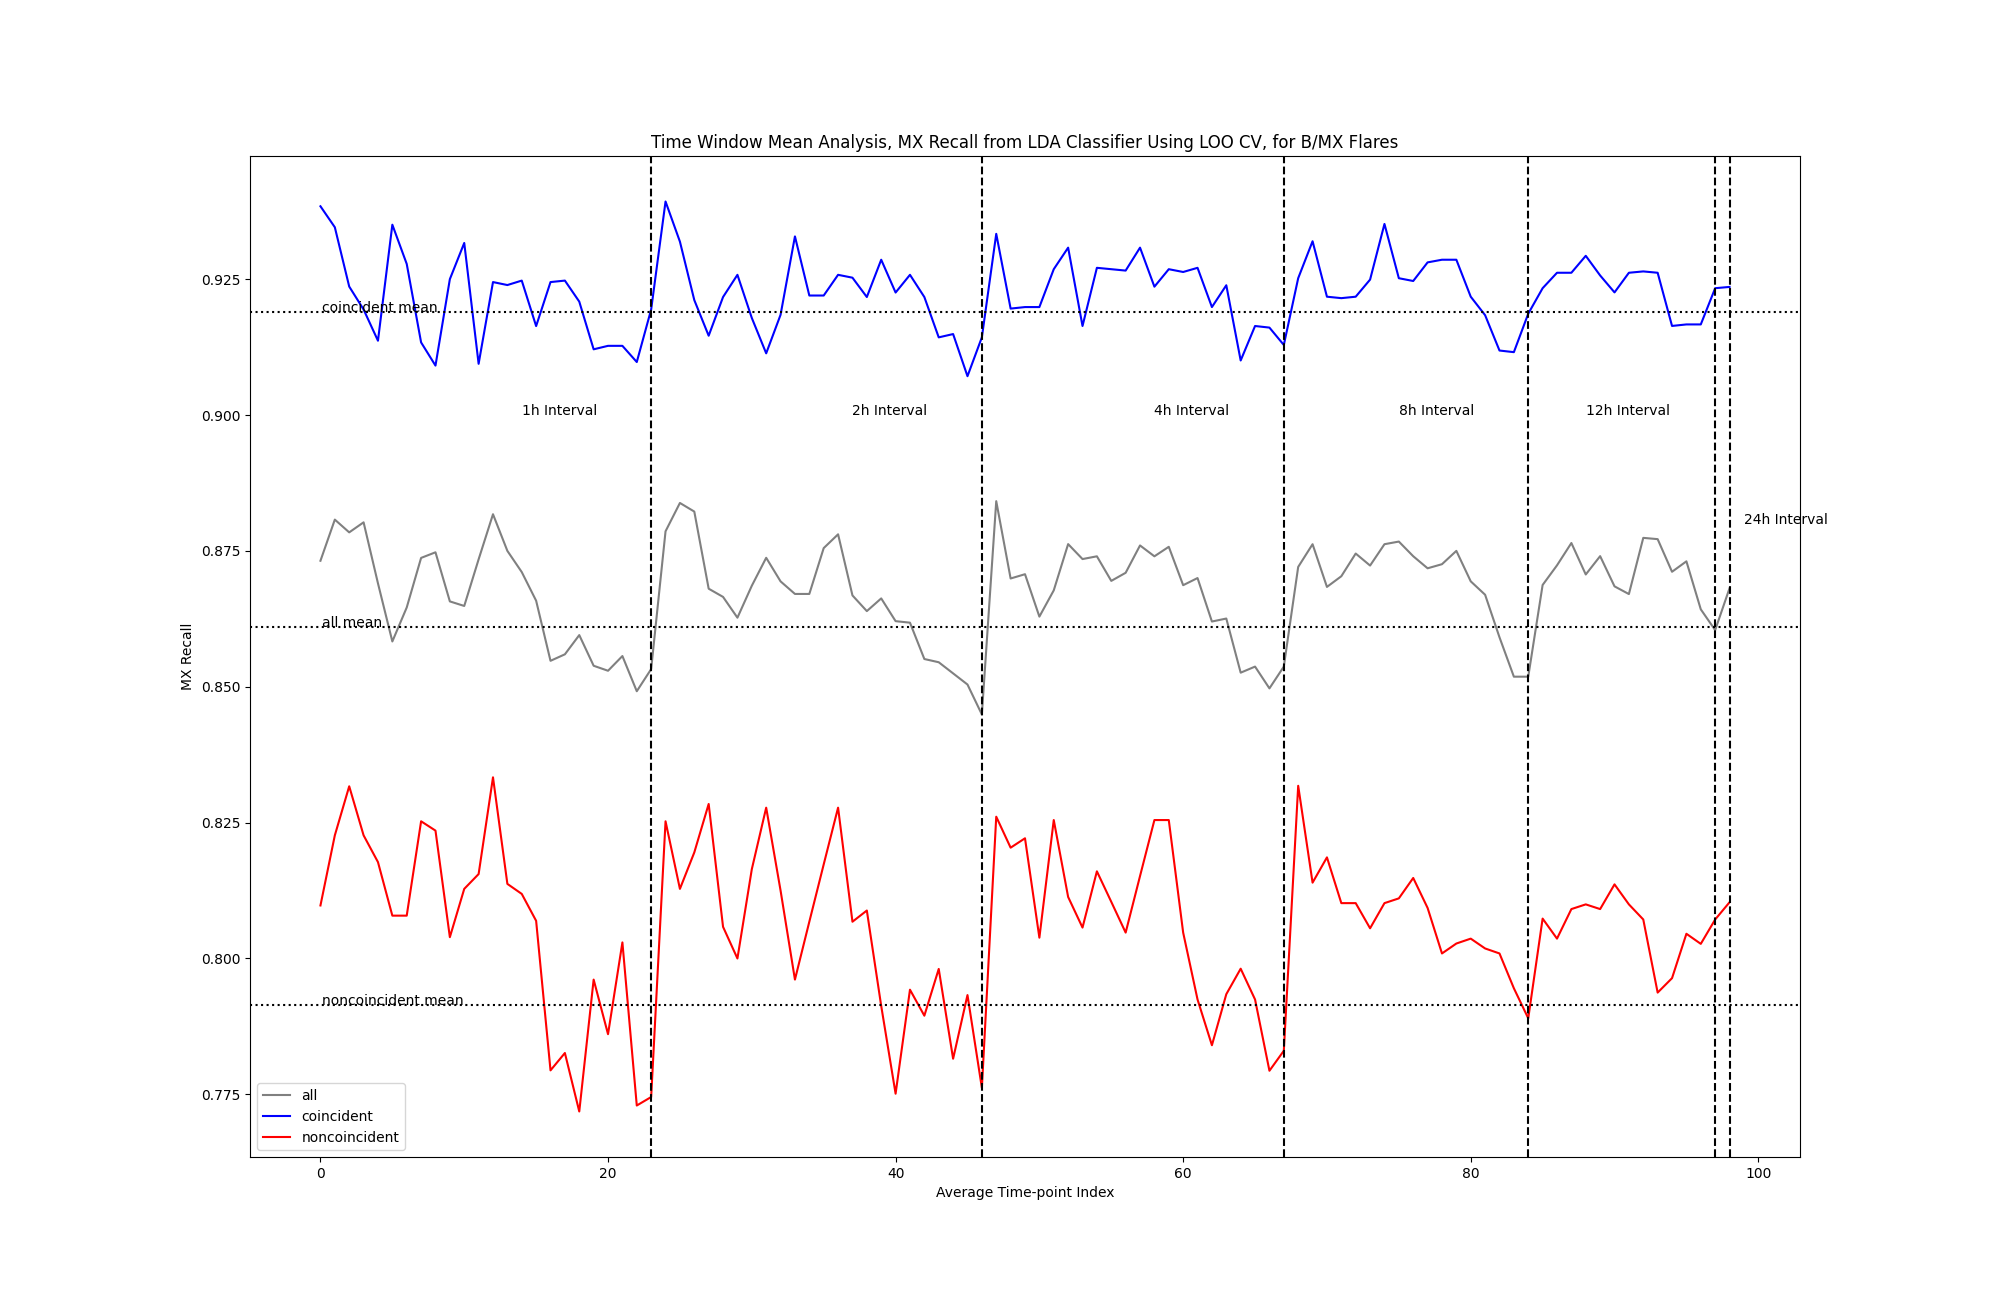 Time Window Mean Analysis, MX Recall from LDA Classifier Using LOO CV, for B/MX Flares
0.925
coincident mean
1h Interval
2h Interval
4h Interval
8h Interval
12h Interval
0.900
24h Interval
0.875
all mean
MX Recall
0.850
0.825
0.800
noncoincident mean
0.775
all
coincident
noncoincident
0
20
40
60
80
100
Average Time-point Index